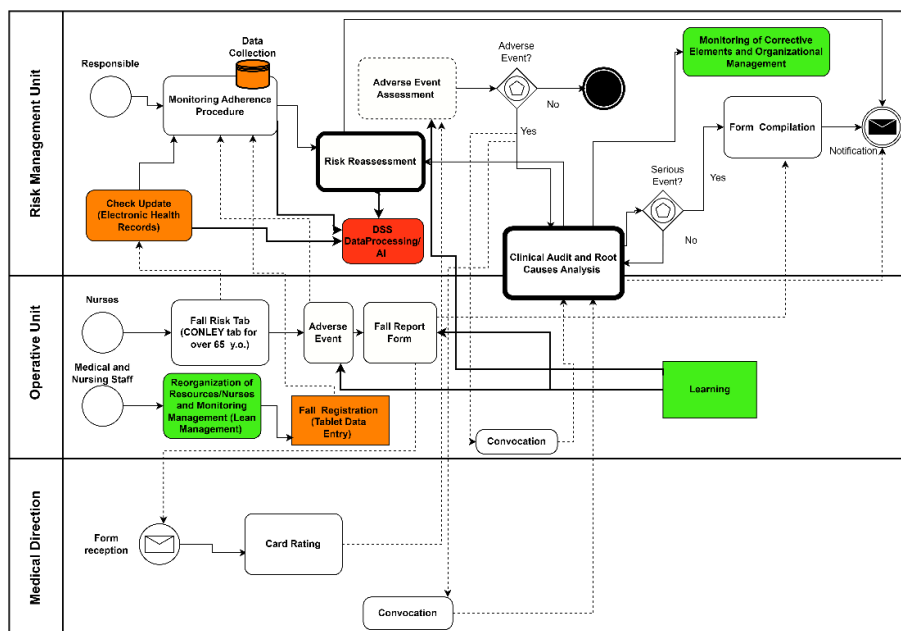 Risk Management Unit
Responsible
Data
Collection
Monitoring Adherence
Procedure
Adverse Event
Assessment
Adverse
Event?
No
Yes
Monitoring of Corrective
Elements and Organizational
Management
Risk Reassessment
Form Compilation
Notification
Serious
Event?
Yes
No
Check Update
(Electronic Health
Records)
DSS
DataProcessing/
AI
Clinical Audit and Root
Causes Analysis
Operative Unit
Nurses
Fall Risk Tab
(CONLEY tab for
over 65 y.o.)
Adverse
Event
Fall Report
Form
Medical and
Nursing Staff
Reorganization of
Resources/Nurses
and Monitoring
Management (Lean
Management)
Fall Registration
(Tablet Data
Entry)
Learning
Convocation
Medical Direction
Form
reception
Card Rating
Convocation